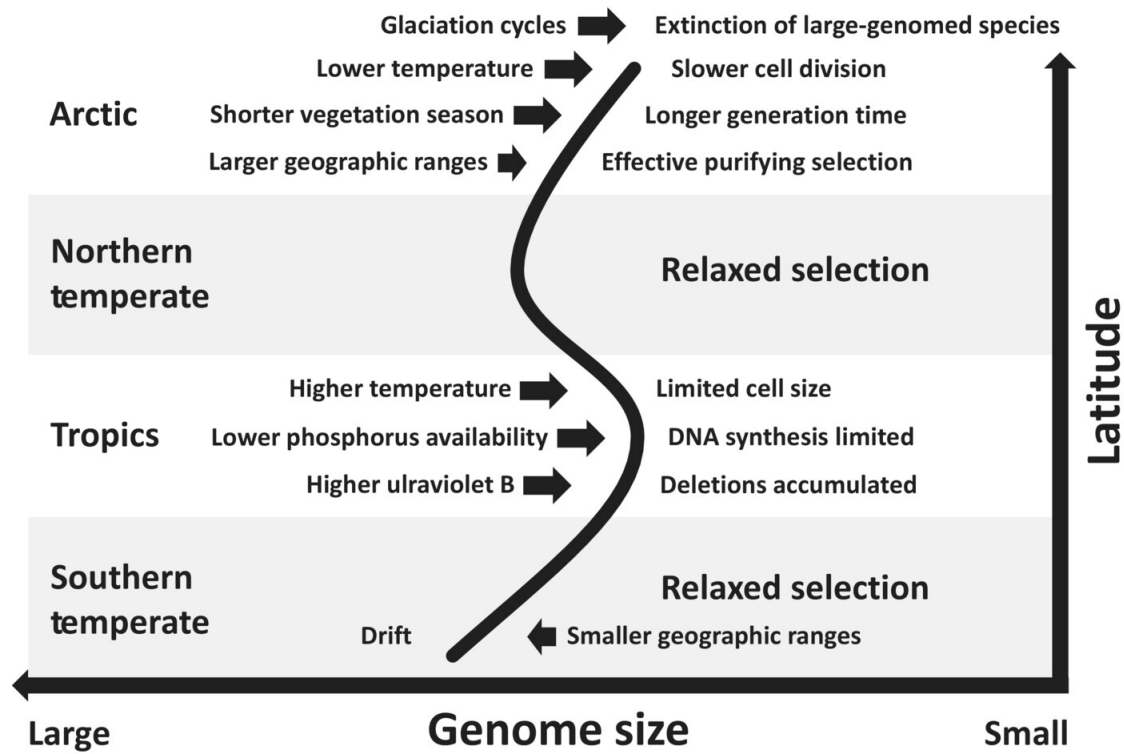 Glaciation cycles Extinction of large-genomed species
Lower temperature Slower cell division
Arctic
Shorter vegetation season Longer generation time
Larger geographic ranges Effective purifying selection
Northern
temperate
Relaxed selection
Higher temperature Limited cell size
Tropics
Lower phosphorus availability DNA synthesis limited
Higher ulraviolet B Deletions accumulated
Southern
temperate
Relaxed selection
Drift Smaller geographic ranges
Latitude
Large Genome size Small